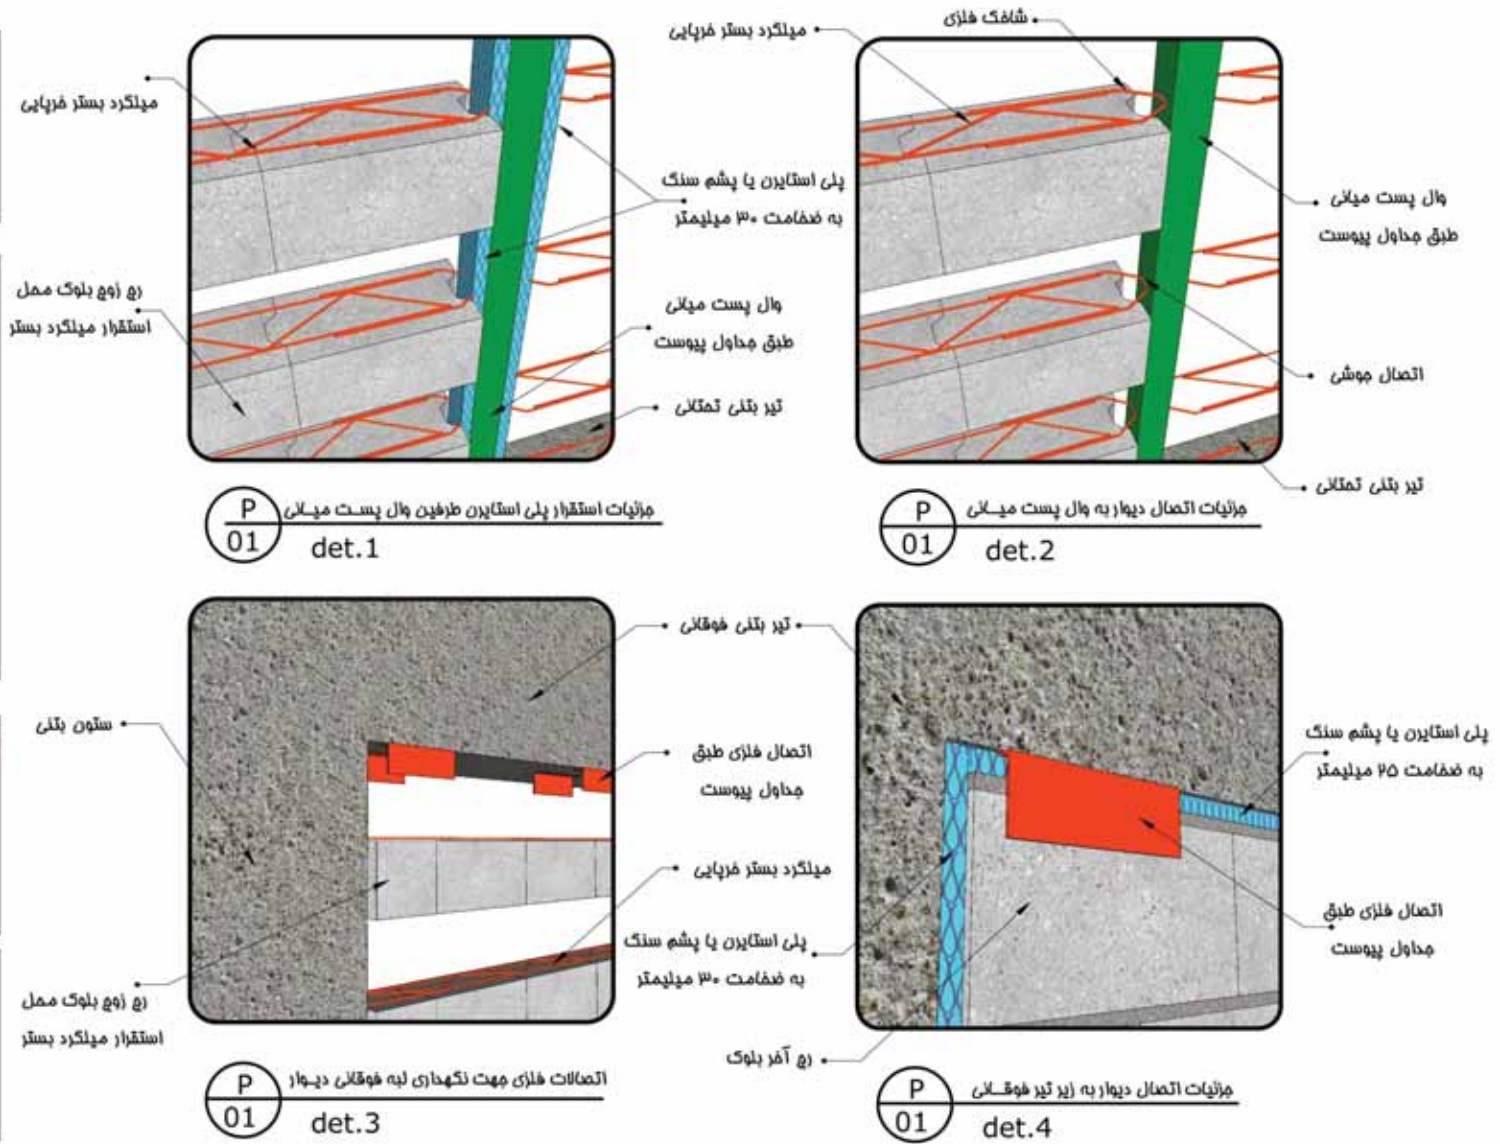 میلگرد بستر خرپایی
پلی استایرن یا پشم سنگ
به ضخامت ۳۰ میلیمتر
رج زوج بلوک محل
استقرار میلگرد بستر
وال پست میانی
طبق جداول پیوست
تیر بتنی تحتانی
P
01
جزئیات استقرار پلی استایرن طرفین وال پست میانی
det.1
شاخک فلزی
میلگرد بستر خرپایی
وال پست میانی
طبق جداول پیوست
اتصال جوشی
تیر بتنی تحتانی
P
01
جزئیات اتصال دیوار به وال پست میانی
det.2
تیر بتنی فوقانی
ستون بتنی
اتصال فلزی طبق
جداول پیوست
میلگرد بستر خرپایی
رج زوج بلوک محل
استقرار میلگرد بستر
P
01
اتصالات فلزی جهت نگهداری لبه فوقانی دیوار
det.3
پلی استایرن یا پشم سنگ
به ضخامت ۲۵ میلیمتر
پلی استایرن یا پشم سنگ
به ضخامت ۳۰ میلیمتر
اتصال فلزی طبق
جداول پیوست
رج آخر بلوک
P
01
جزئیات اتصال دیوار به زیر تیر فوقانی
det.4